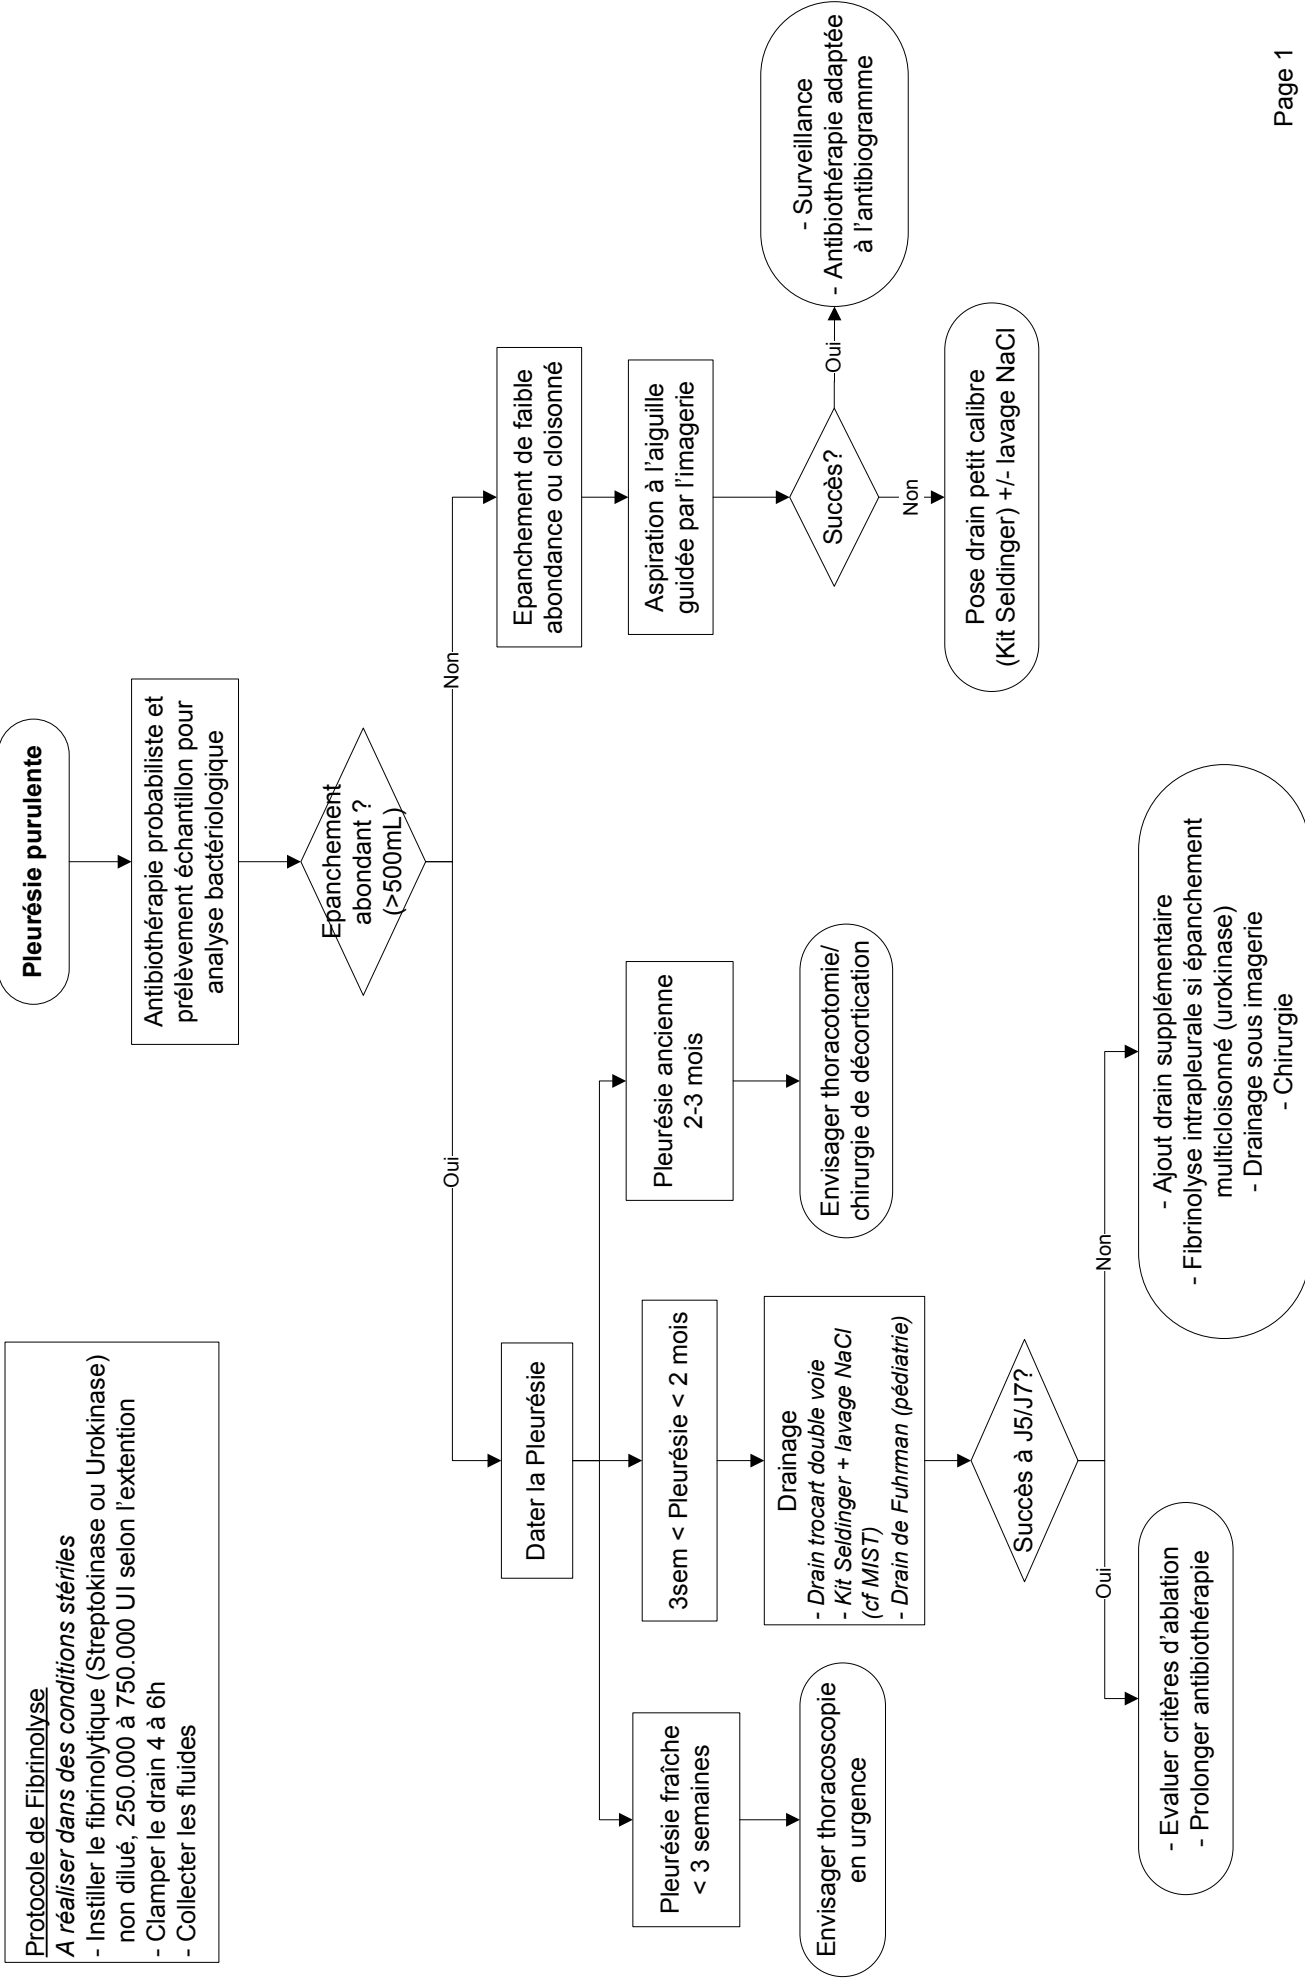 Protocole de Fibrinolyse
A réaliser dans des conditions stériles
- Instiller le fibrinolytique (Streptokinase ou Urokinase)
non dilué, 250.000 à 750.000 UI selon l'extention
- Clamper le drain 4 à 6h
- Collecter les fluides
Pleurésie purulente
Antibiothérapie probabiliste et
prélèvement échantillon pour
analyse bactériologique
Epanchement
abondant ?
(>500mL)
Oui
Non
Dater la Pleurésie
Pleurésie fraîche
< 3 semaines
Envisager thoracoscopie
en urgence
3sem < Pleurésie < 2 mois
Drainage
- Drain trocart double voie
- Kit Seldinger + lavage NaCl
(cf MIST)
- Drain de Fuhrman (pédiatrie)
Succès à J5/J7?
Oui
Non
- Evaluer critères d'ablation
- Prolonger antibiothérapie
- Ajout drain supplémentaire
- Fibrinolyse intrapleurale si épanchement
multicloisonné (urokinase)
- Drainage sous imagerie
- Chirurgie
Pleurésie ancienne
2-3 mois
Envisager thoracotomie/
chirurgie de décortication
Epanchement de faible
abondance ou cloisonné
Aspiration à l'aiguille
guidée par l'imagerie
Succès?
Oui
Non
- Surveillance
- Antibiothérapie adaptée
à l'antibiogramme
Pose drain petit calibre
(Kit Seldinger) +/- lavage NaCl
Page 1